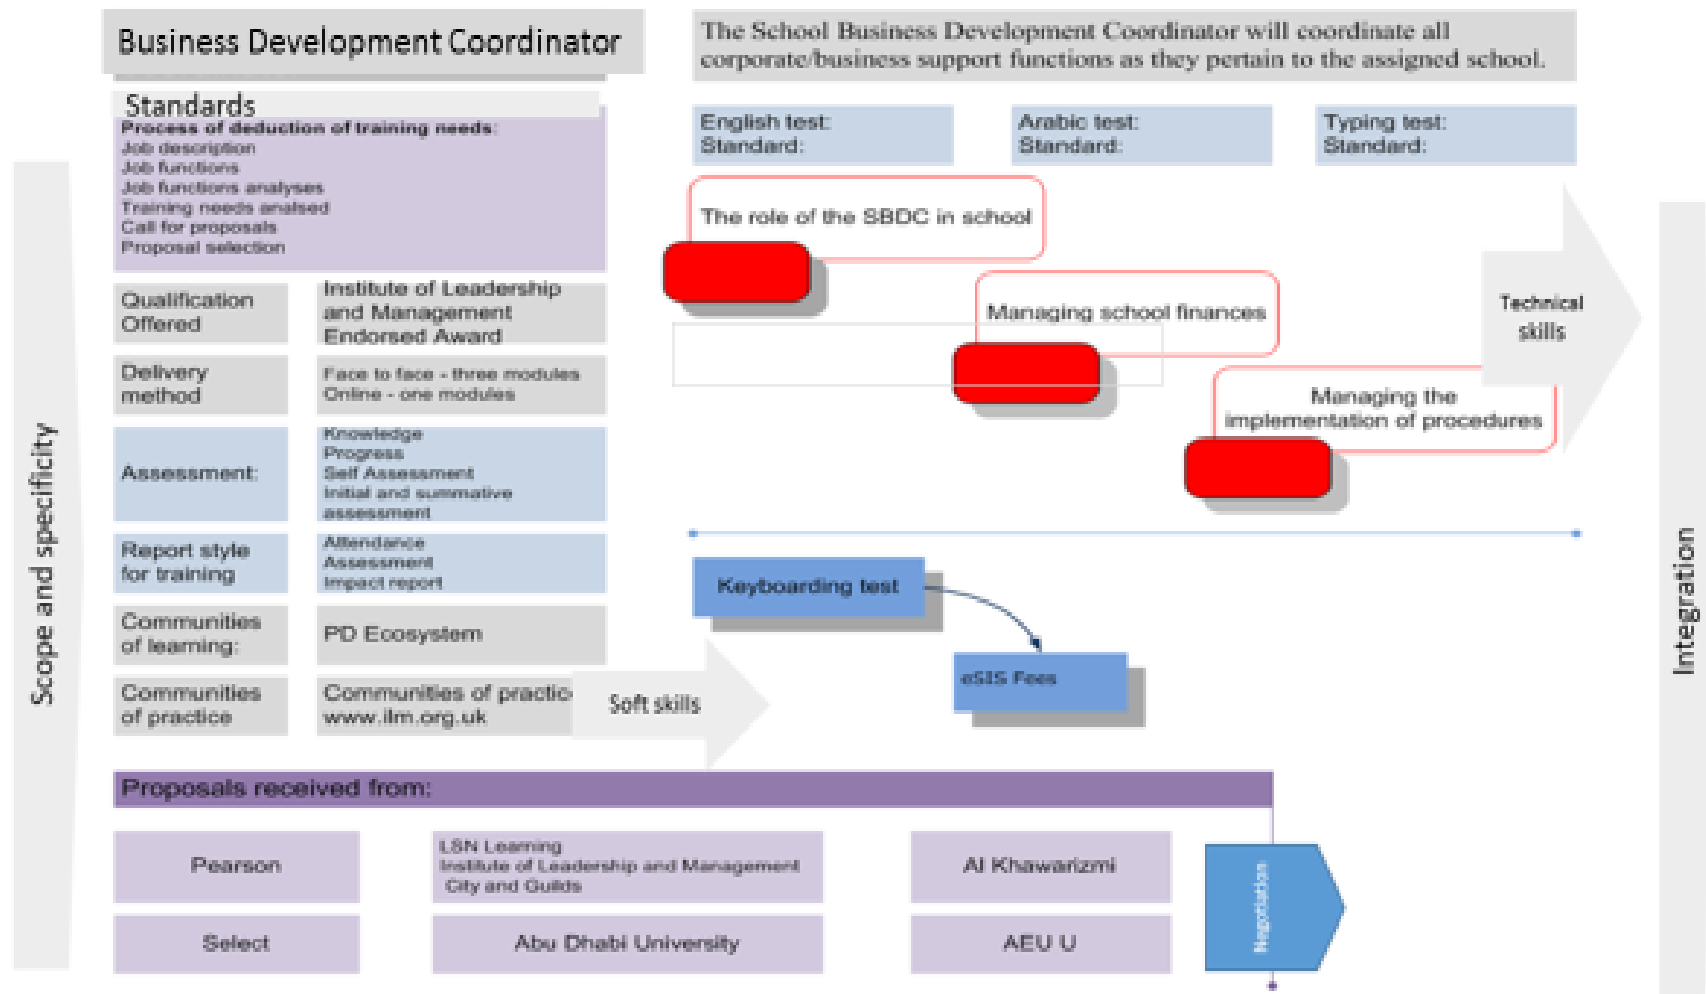 Business Development Coordinator
The School Business Development Coordinator will coordinate all
corporate/business support functions as they pertain to the assigned school.
Standards
Process of deduction of training needs:
Job description
Job functions
Job functions analyses
Training needs analsed
Call for proposals
Proposal selection
English test:
Standard:
Arabic test:
Standard:
Typing test:
Standard:
The role of the SBDC in school
Managing school finances
Managing the
implementation of procedures
Technical
skills
Qualification
Offered
Institute of Leadership
and Management
Endorsed Award
Delivery
method
Face to face - three modules
Online - one modules
Assessment:
Knowledge
Progress
Self Assessment
Initial and summative
assessment
Report style
for training
Attendance
Assessment
Impact report
Communities
of learning:
PD Ecosystem
Communities
of practice
Communities of practic
www.ilm.org.uk
Soft skills
Keyboarding test
eSIS Fees
Scope and specificity
Integration
Proposals received from:
Pearson
LSN Learning
Institute of Leadership and Management
City and Guilds
Al Khawarizmi
Select
Abu Dhabi University
AEU U
Negotiation